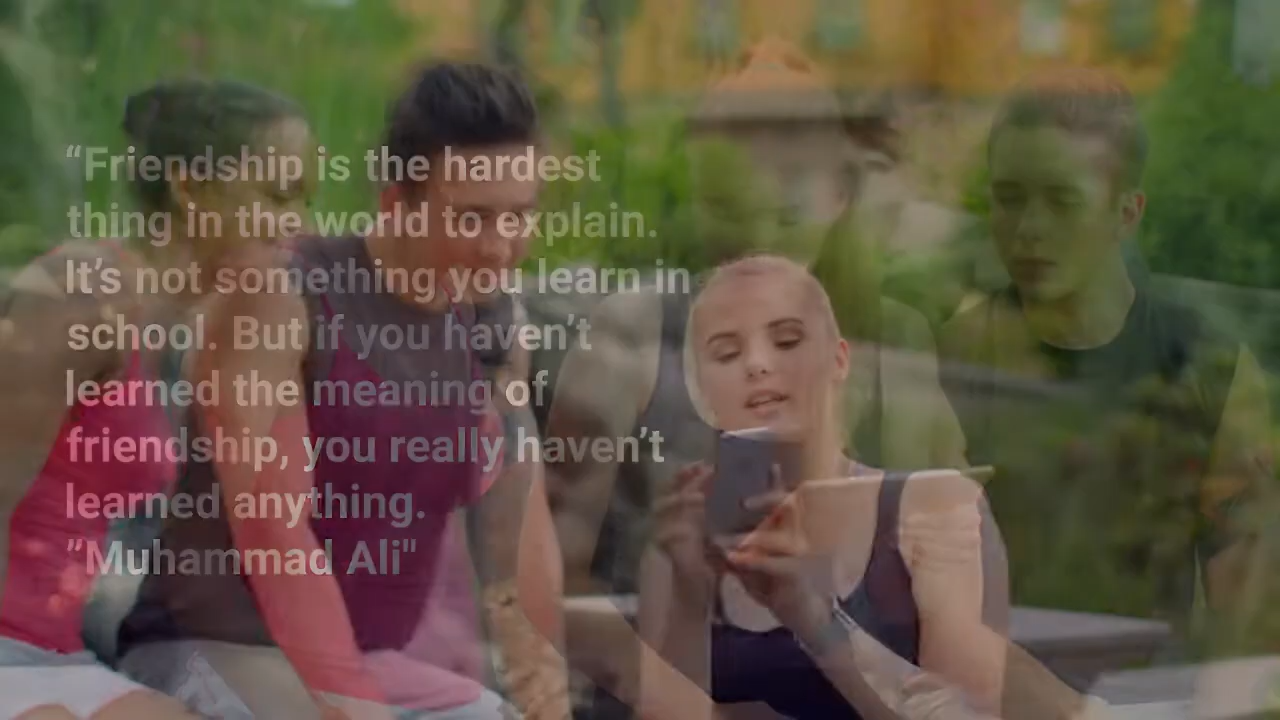 “Friendship is the hardest
thing in the world to explain.
It’s not something you learn in
school. But if you haven’t
learned the meaning of
friendship, you really haven’t
learned anything.
"Muhammad Ali"